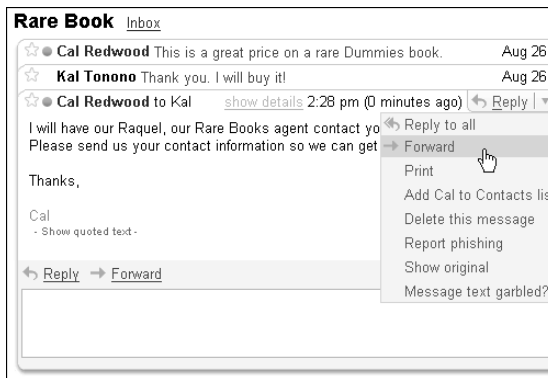 Rare Book Inbox
Cal Redwood This is a great price on a rare Dummies book. Aug 26
Kal Tonono Thank you. I will buy it! Aug 26
Cal Redwood to Kal show details 2:28 pm (0 minutes ago) Reply
I will have our Raquel, our Rare Books agent contact yo
Please send us your contact information so we can get
Thanks,
Cal
- Show quoted text -
Reply to all
Forward
Print
Add Cal to Contacts lis
Delete this message
Report phishing
Show original
Message text garbled?
Reply Forward